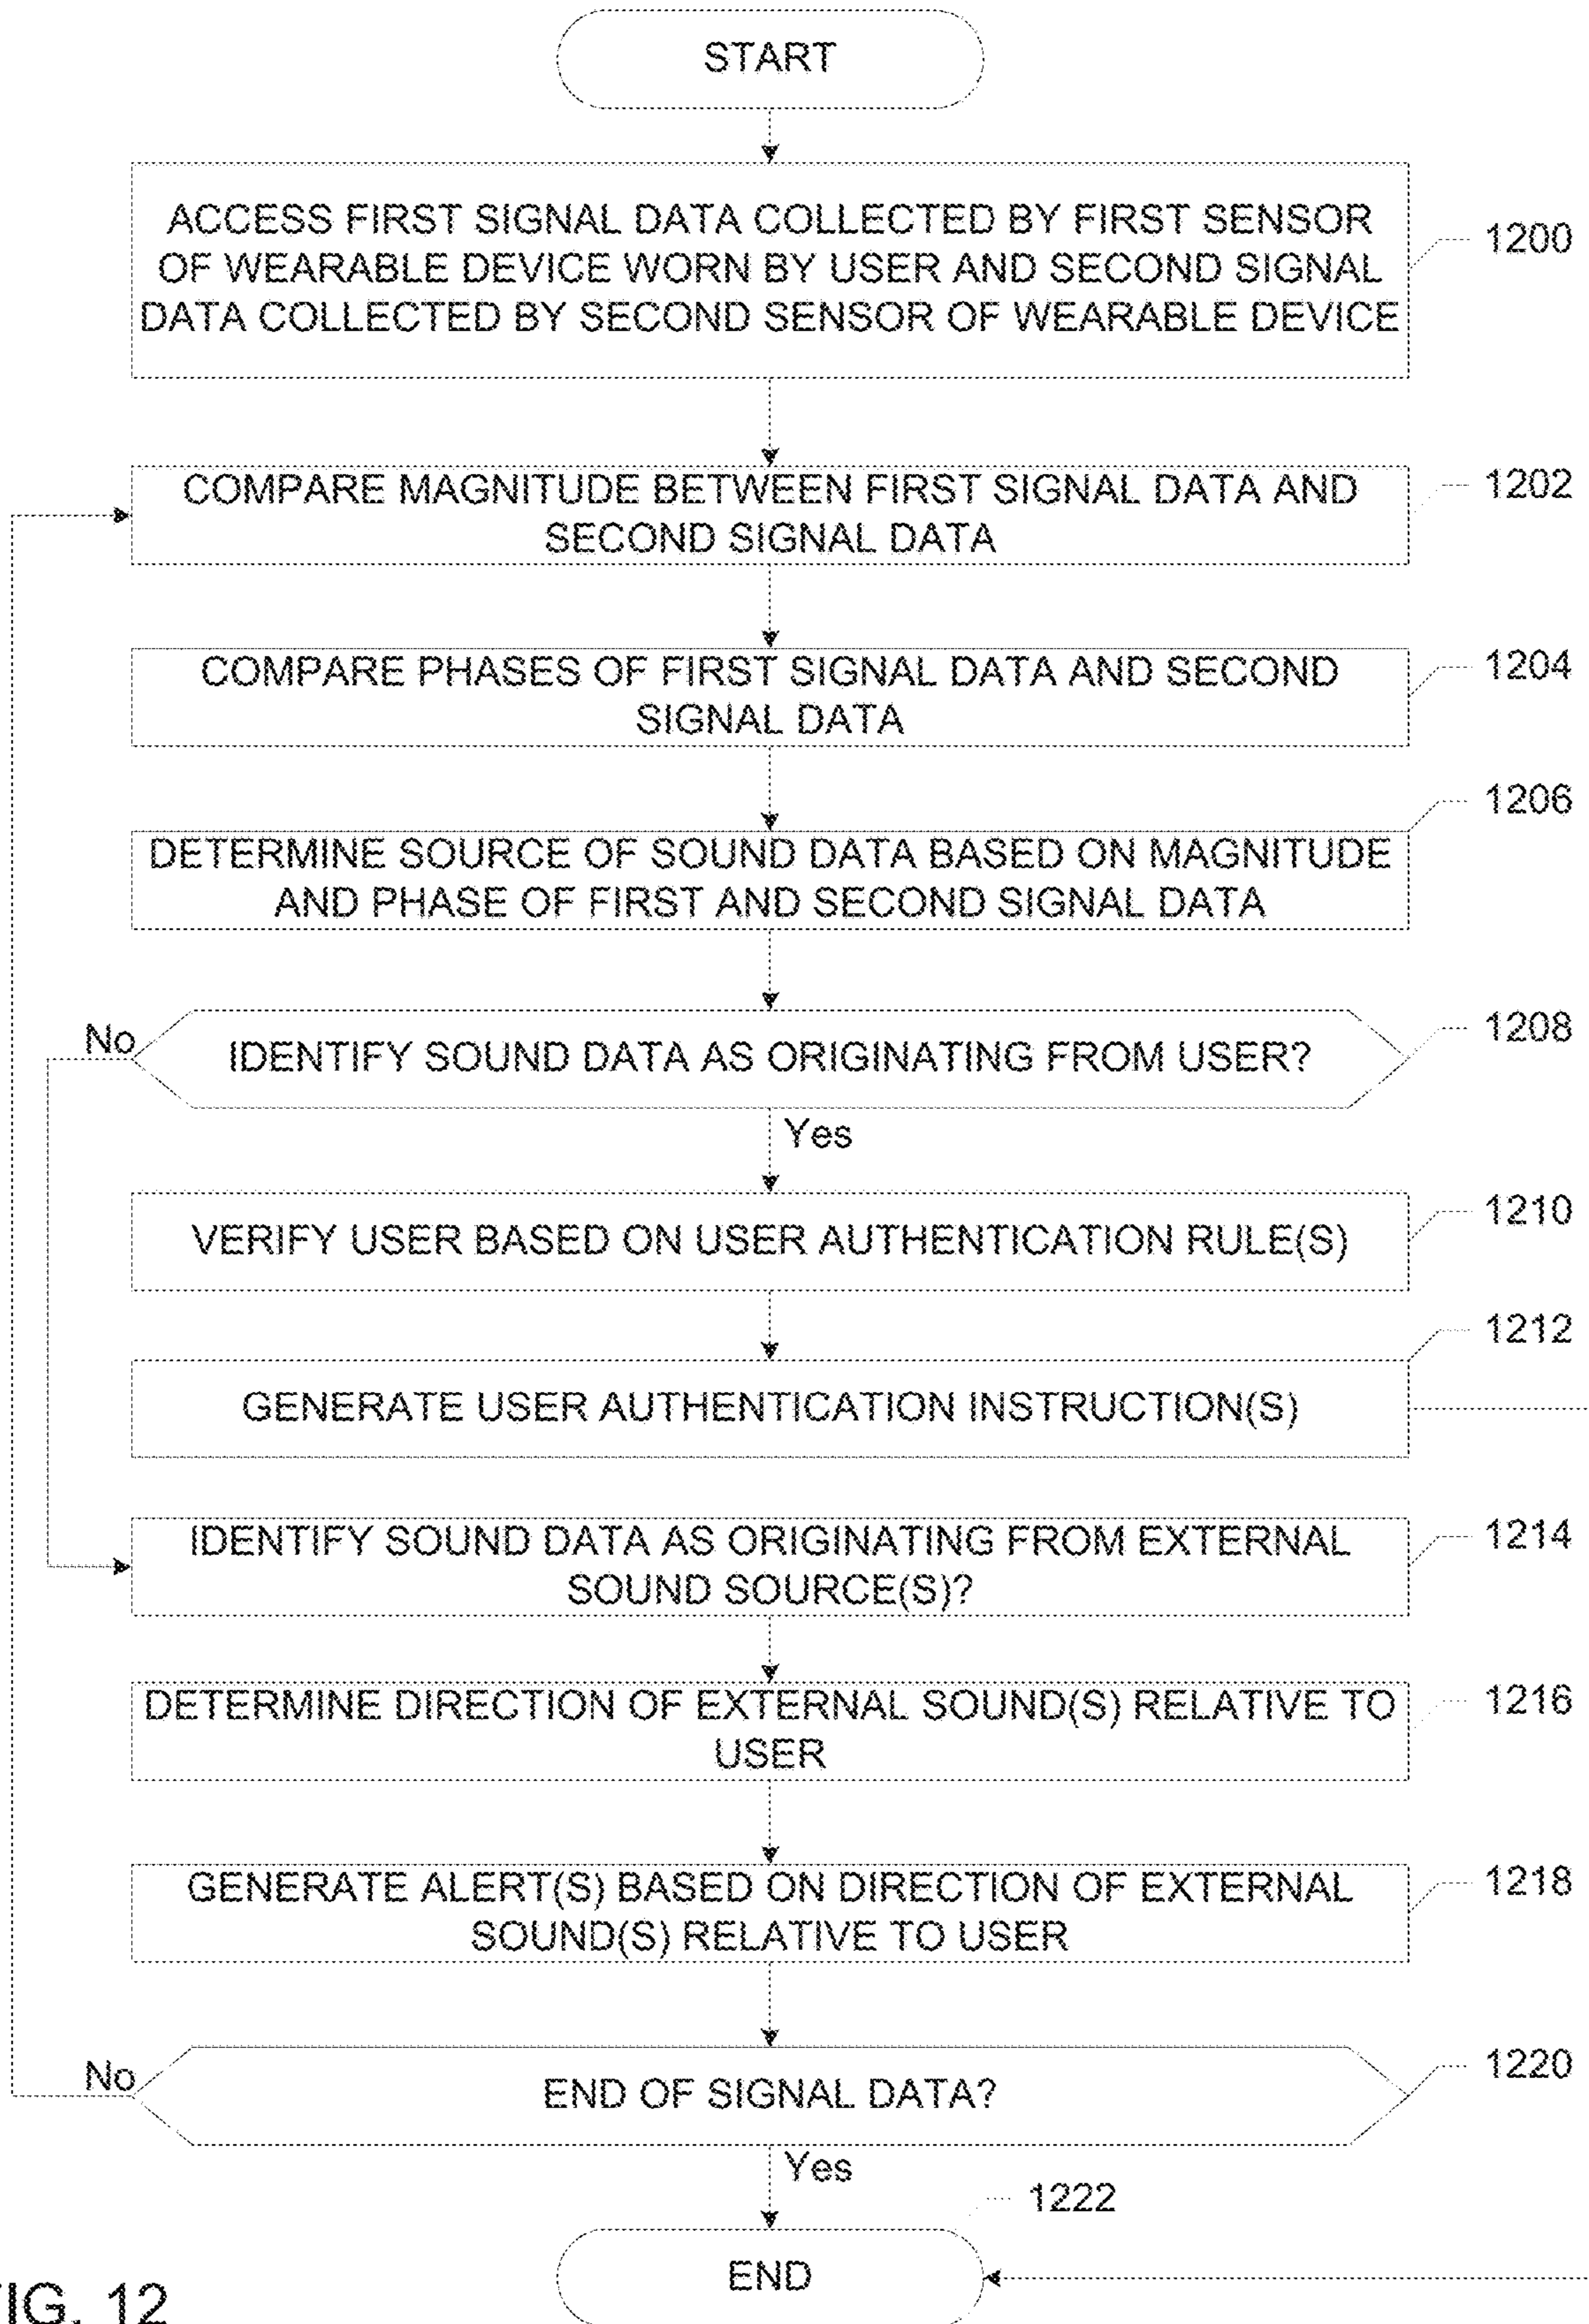 START
ACCESS FIRST SIGNAL DATA COLLECTED BY FIRST SENSOR
OF WEARABLE DEVICE WORN BY USER AND SECOND SIGNAL
DATA COLLECTED BY SECOND SENSOR OF WEARABLE DEVICE
1200
COMPARE MAGNITUDE BETWEEN FIRST SIGNAL DATA AND
SECOND SIGNAL DATA
1202
COMPARE PHASES OF FIRST SIGNAL DATA AND SECOND
SIGNAL DATA
1204
DETERMINE SOURCE OF SOUND DATA BASED ON MAGNITUDE
AND PHASE OF FIRST AND SECOND SIGNAL DATA
1206
No
IDENTIFY SOUND DATA AS ORIGINATING FROM USER?
1208
Yes
VERIFY USER BASED ON USER AUTHENTICATION RULE(S)
1210
GENERATE USER AUTHENTICATION INSTRUCTION(S)
1212
IDENTIFY SOUND DATA AS ORIGINATING FROM EXTERNAL
SOUND SOURCE(S)?
1214
DETERMINE DIRECTION OF EXTERNAL SOUND(S) RELATIVE TO
USER
1216
GENERATE ALERT(S) BASED ON DIRECTION OF EXTERNAL
SOUND(S) RELATIVE TO USER
1218
No
END OF SIGNAL DATA?
1220
Yes
1222
END
FIG. 12